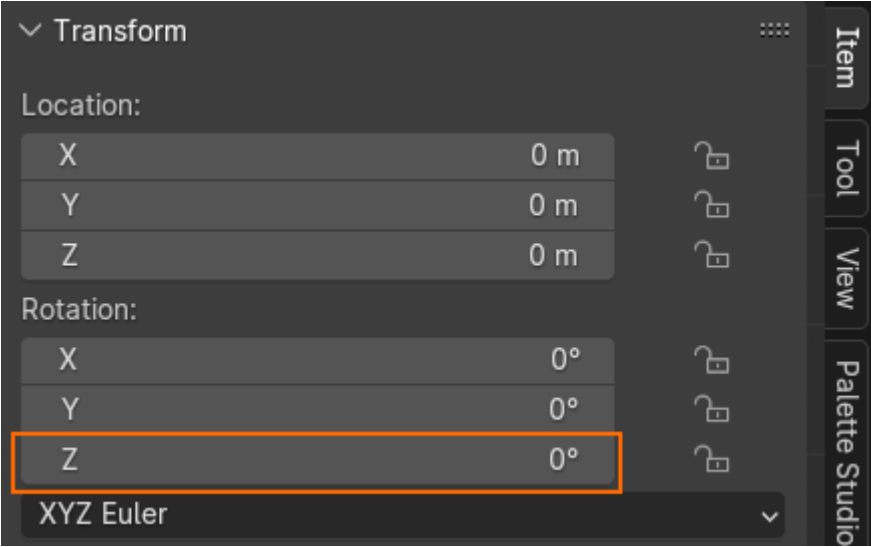 Transform
Location:
X 0 m
Y 0 m
Z 0 m
Rotation:
X 0°
Y 0°
Z 0°
XYZ Euler
Item
Tool
View
Palette Studio